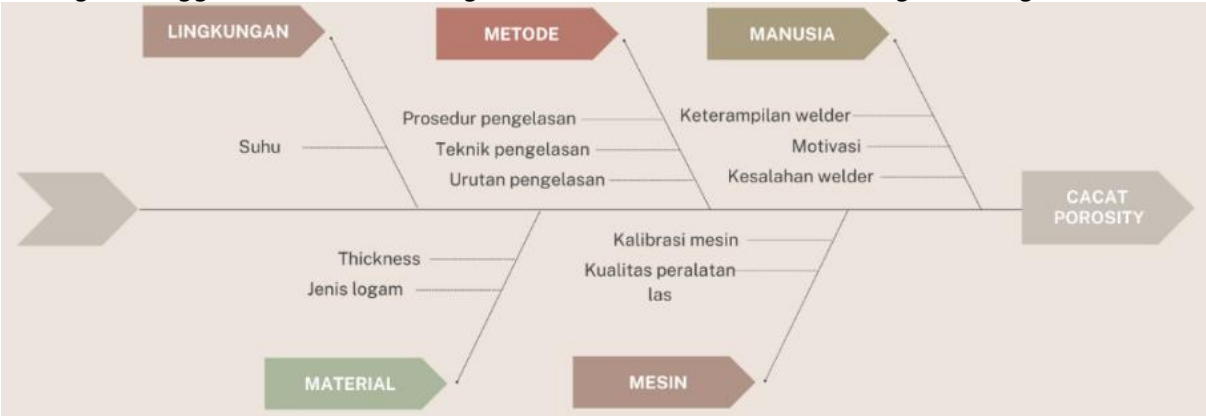 LINGKUNGAN
METODE
MANUSIA
Prosedur pengelasan
Keterampilan welder
Suhu
Teknik pengelasan
Motivasi
Urutan pengelasan
Kesalahan welder
CACAT
POROSITY
Thickness
Kalibrasi mesin
Jenis logam
Kualitas peralatan
las
MATERIAL
MESIN